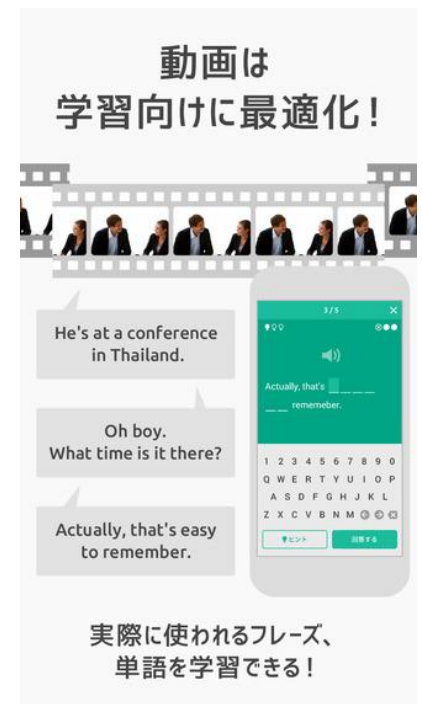 動画は
学習向けに最適化！
He's at a conference
in Thailand.
Oh boy.
What time is it there?
Actually, that's easy
to remember.
3/5
×
Actually, that's _ _ _ _
_ _ rememeber.
1 2 3 4 5 6 7 8 9 0
Q W E R T Y U I O P
A S D F G H J K L
Z X C V B N M
ヒント
回答する
実際に使われるフレーズ、
単語を学習できる！